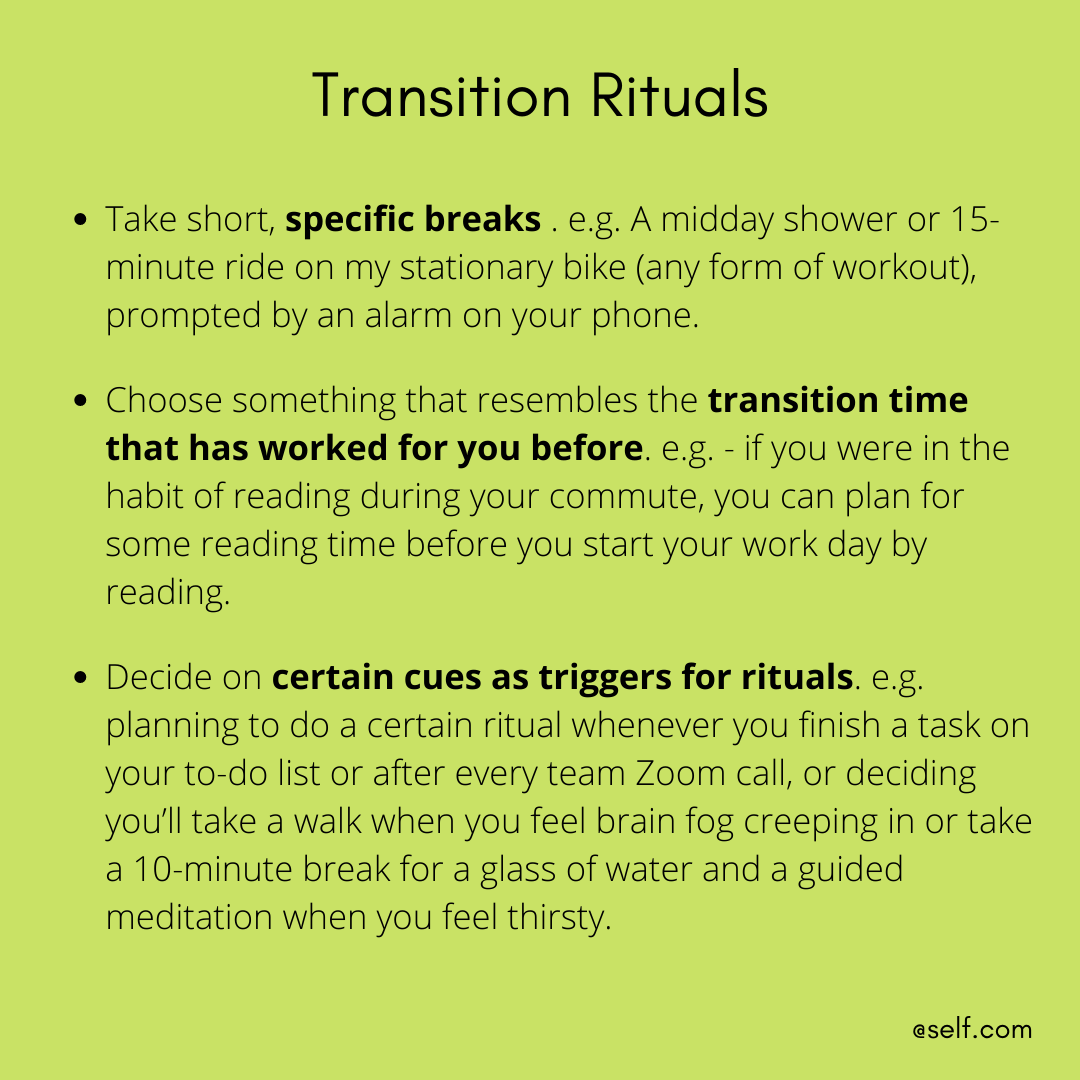 Transition Rituals
• Take short, specific breaks . e.g. A midday shower or 15-
minute ride on my stationary bike (any form of workout),
prompted by an alarm on your phone.
• Choose something that resembles the transition time
that has worked for you before. e.g. - if you were in the
habit of reading during your commute, you can plan for
some reading time before you start your work day by
reading.
• Decide on certain cues as triggers for rituals. e.g.
planning to do a certain ritual whenever you finish a task on
your to-do list or after every team Zoom call, or deciding
you’ll take a walk when you feel brain fog creeping in or take
a 10-minute break for a glass of water and a guided
meditation when you feel thirsty.
@self.com